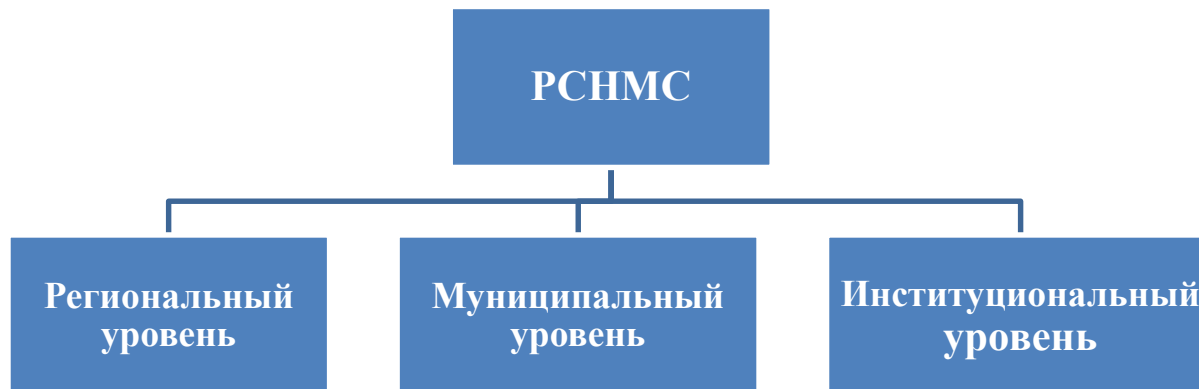 РСНМС
Региональный
уровень
Муниципальный
уровень
Институциональный
уровень